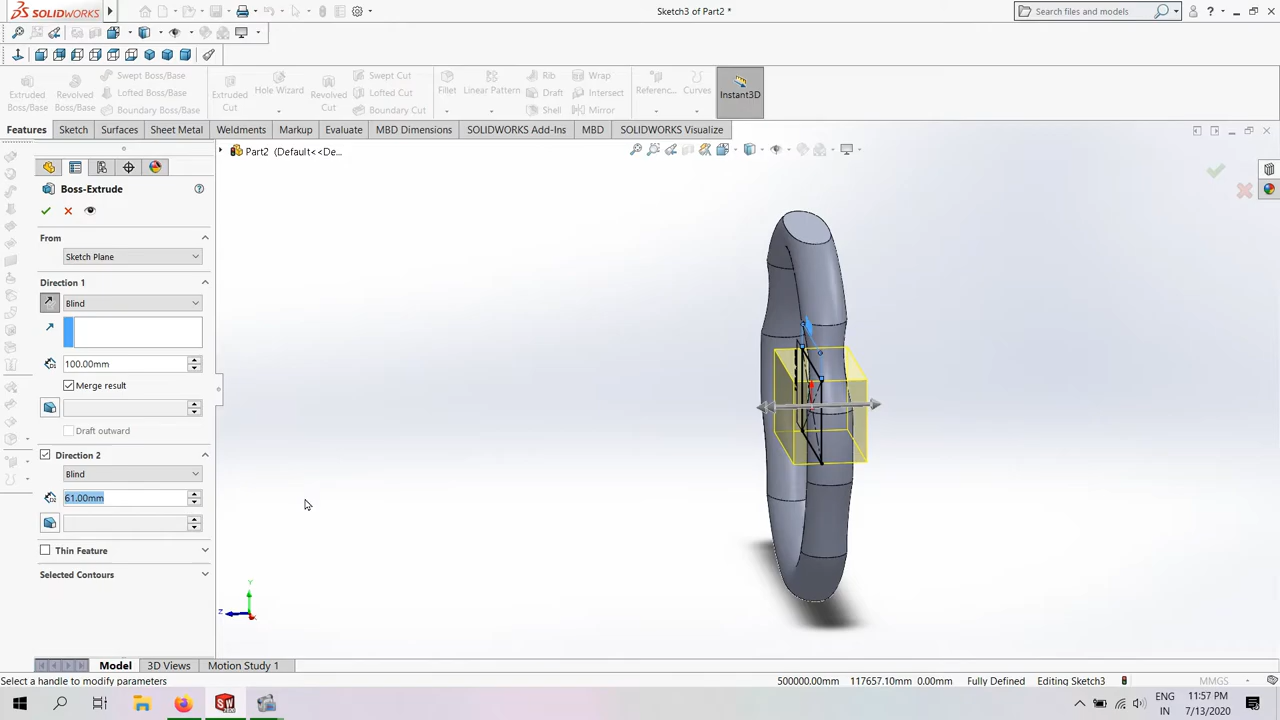 SOLIDWORKS
Sketch3 of Part2 *
Search files and models
Extruded Boss/Base
Revolved Boss/Base
Swept Boss/Base
Lofted Boss/Base
Boundary Boss/Base
Extruded Cut
Hole Wizard
Revolved Cut
Swept Cut
Lofted Cut
Boundary Cut
Fillet
Linear Pattern
Rib
Draft
Shell
Wrap
Intersect
Mirror
Referenc...
Curves
Instant3D
Features Sketch Surfaces Sheet Metal Weldments Markup Evaluate MBD Dimensions SOLIDWORKS Add-Ins MBD SOLIDWORKS Visualize
Part2 (Default<<De...
Boss-Extrude
From
Sketch Plane
Direction 1
Blind
100.00mm
Merge result
Draft outward
Direction 2
Blind
61.00mm
Thin Feature
Selected Contours
Y
Z
Model 3D Views Motion Study 1
Select a handle to modify parameters
500000.00mm 117657.10mm 0.00mm Fully Defined Editing Sketch3 MMGS
ENG
IN
11:57 PM
7/13/2020